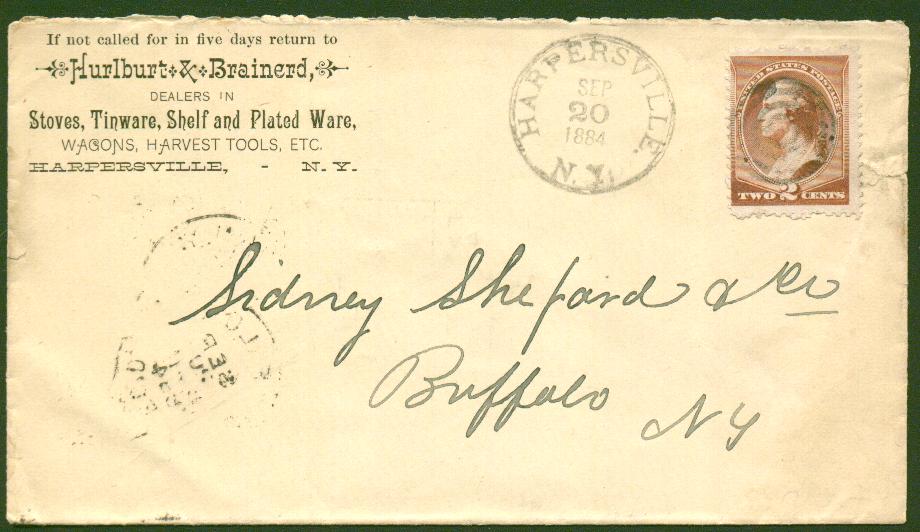 If not called for in five days return to
Hurlburt & Brainerd,
DEALERS IN
Stoves, Tinware, Shelf and Plated Ware,
WAGONS, HARVEST TOOLS, ETC.
HARPERSVILLE, - N.Y.
HARPERSVILLE.
SEP
20
1884
N.Y.
UNITED STATES POSTAGE
TWO 2 CENTS
Sidney Shepard & Co
Buffalo NY